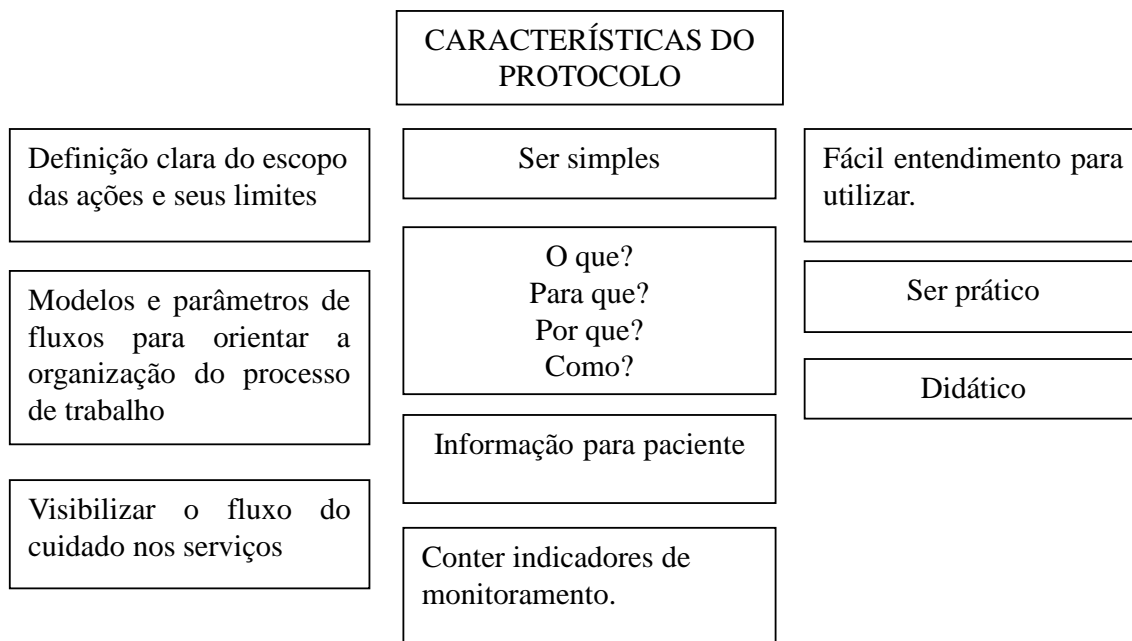 CARACTERÍSTICAS DO
PROTOCOLO
Definição clara do escopo
das ações e seus limites
Modelos e parâmetros de
fluxos para orientar a
organização do processo
de trabalho
Visibilizar o fluxo do
cuidado nos serviços
Ser simples
O que?
Para que?
Por que?
Como?
Informação para paciente
Conter indicadores de
monitoramento.
Fácil entendimento para
utilizar.
Ser prático
Didático